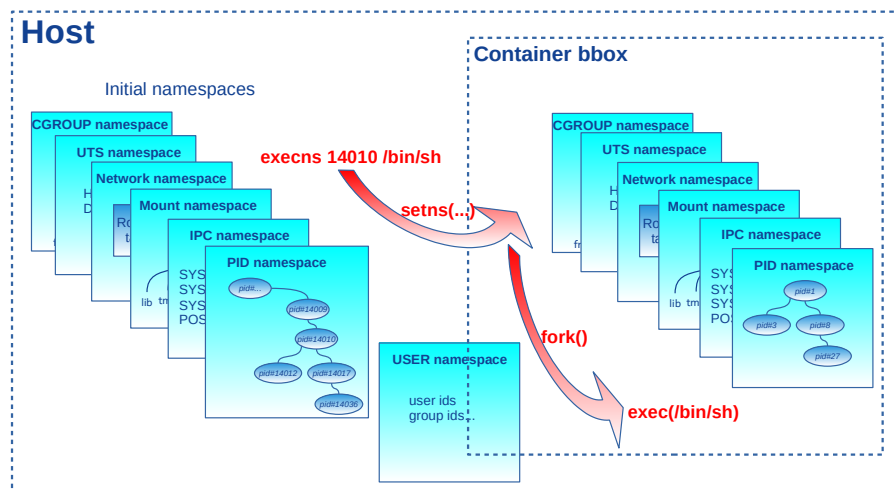 Host
Container bbox
Initial namespaces
CGROUP namespace
UTS namespace
Network namespace
Mount namespace
IPC namespace
PID namespace
SYS
SYS
SYS
POS
lib
pid#...
pid#14009
pid#14010
pid#14012
pid#14017
pid#14036
execns 14010 /bin/sh
setns(...)
fork()
exec(/bin/sh)
USER namespace
user ids
group ids...
CGROUP namespace
UTS namespace
Network namespace
Mount namespace
IPC namespace
PID namespace
SYS
SYS
SYS
POS
lib
pid#1
pid#3
pid#8
pid#27